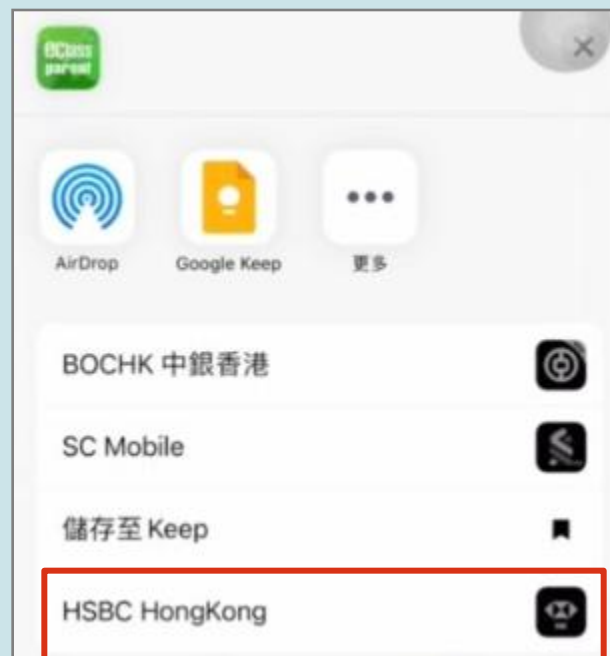 eClass
parent
AirDrop
Google Keep
更多
BOCHK 中銀香港
SC Mobile
儲存至 Keep
HSBC HongKong